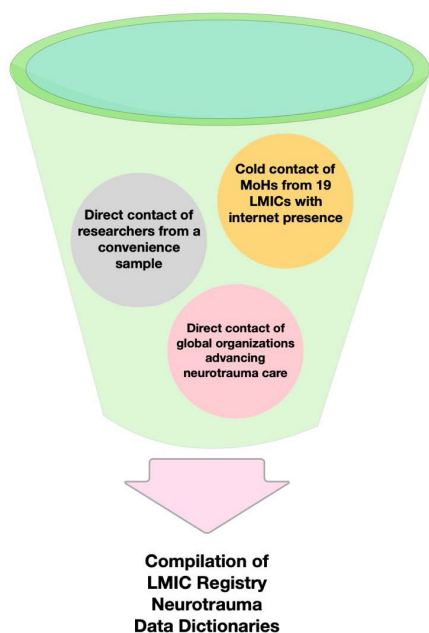 Cold contact of
MoHs from 19
LMICs with
internet presence
Direct contact of
researchers from a
convenience
sample
Direct contact of
global organizations
advancing
neurotrauma care
Compilation of
LMIC Registry
Neurotrauma
Data Dictionaries